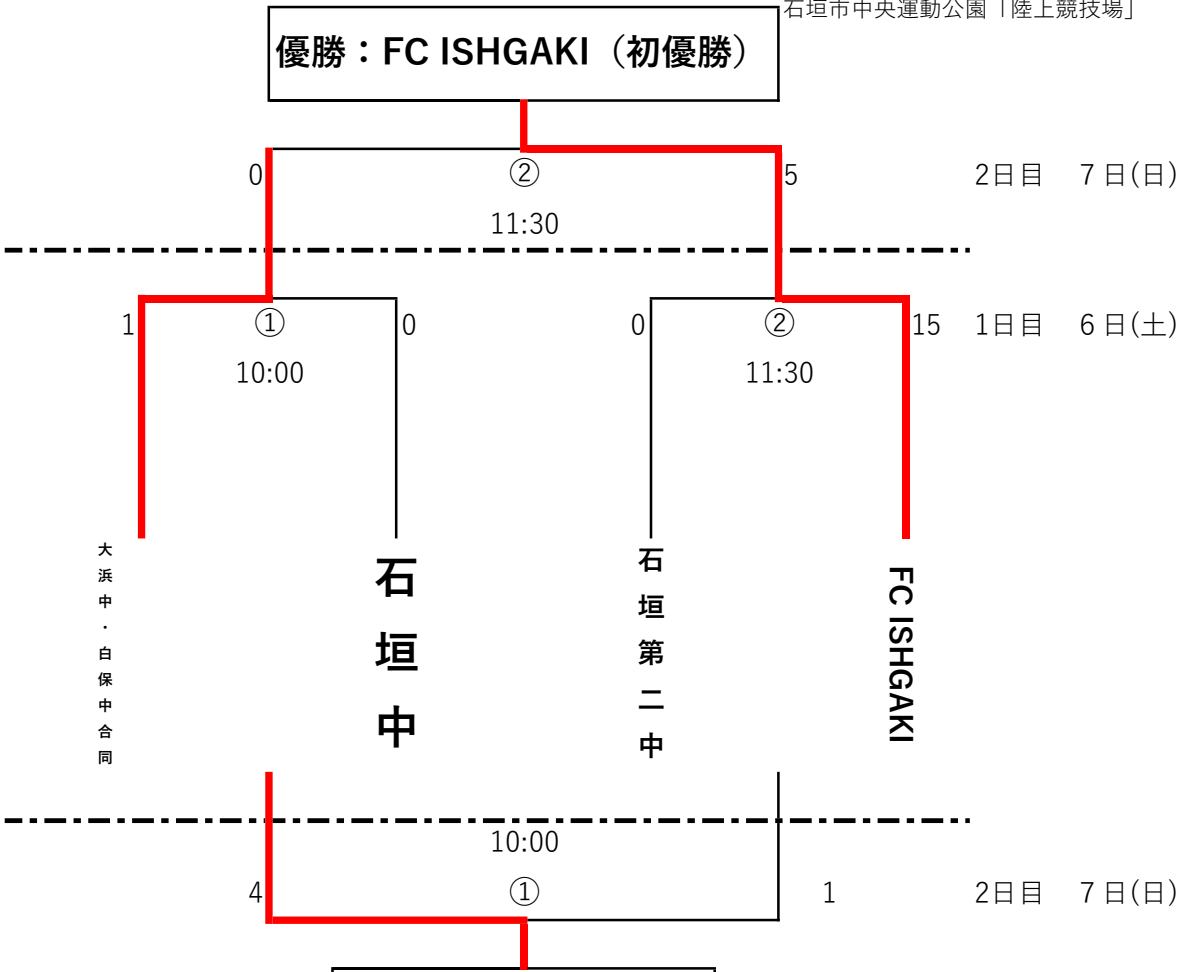 石垣市中央運動公園「陸上競技場」
優勝：FC ISHGAKI（初優勝）
0 ② 5 2日目 7日(日)
11:30
1 ① 0 0 ② 15 1日目 6日(土)
10:00 11:30
大浜中・白保中合同
石垣中
石垣第二中
FC ISHGAKI
10:00
4 ① 1 2日目 7日(日)